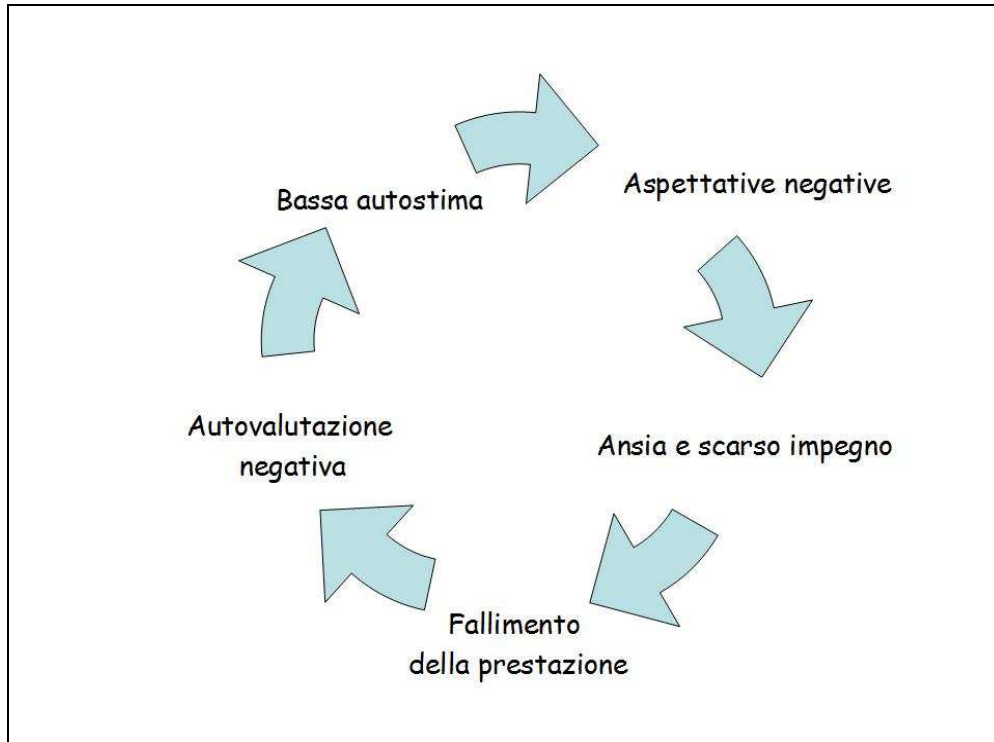 Bassa autostima
Aspettative negative
Ansia e scarso impegno
Fallimento
della prestazione
Autovalutazione
negativa